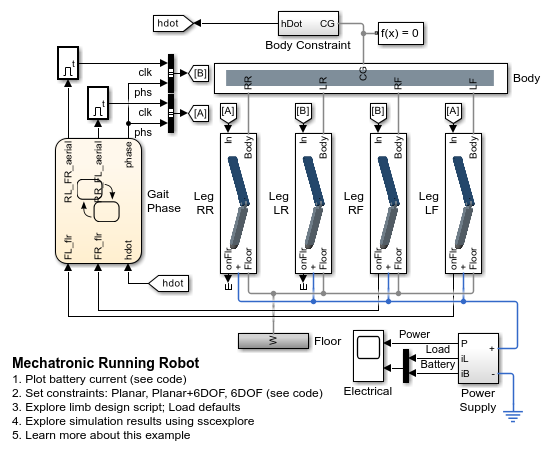 hdot
hDot
CG
f(x) = 0
Body Constraint
clk
[B]
phs
clk
[A]
phs
RR
LR
CG
RF
LF
Body
[A]
[B]
[B]
[A]
RL_FR_aerial
RR_FL_aerial
phase
FL_flr
FR_flr
hdot
Gait
Phase
hdot
In
Body
Leg
RR
onFlr
+
Floor
E
In
Body
Leg
LR
onFlr
+
Floor
E
In
Body
Leg
RF
onFlr
+
Floor
In
Body
Leg
LF
onFlr
+
Floor
W
Floor
Electrical
Power
Load
Battery
P
iL
iB
+
-
Power
Supply
Mechatronic Running Robot
1. Plot battery current (see code)
2. Set constraints: Planar, Planar+6DOF, 6DOF (see code)
3. Explore limb design script; Load defaults
4. Explore simulation results using sscexplore
5. Learn more about this example